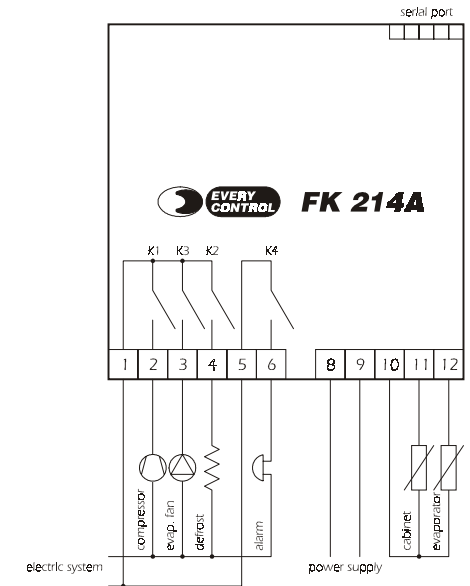 serial port
EVERY
CONTROL
FK 214A
K1 K3 K2 K4
1 2 3 4 5 6 8 9 10 11 12
compressor
evap. fan
defrost
alarm
cabinet
evaporator
electric system
power supply